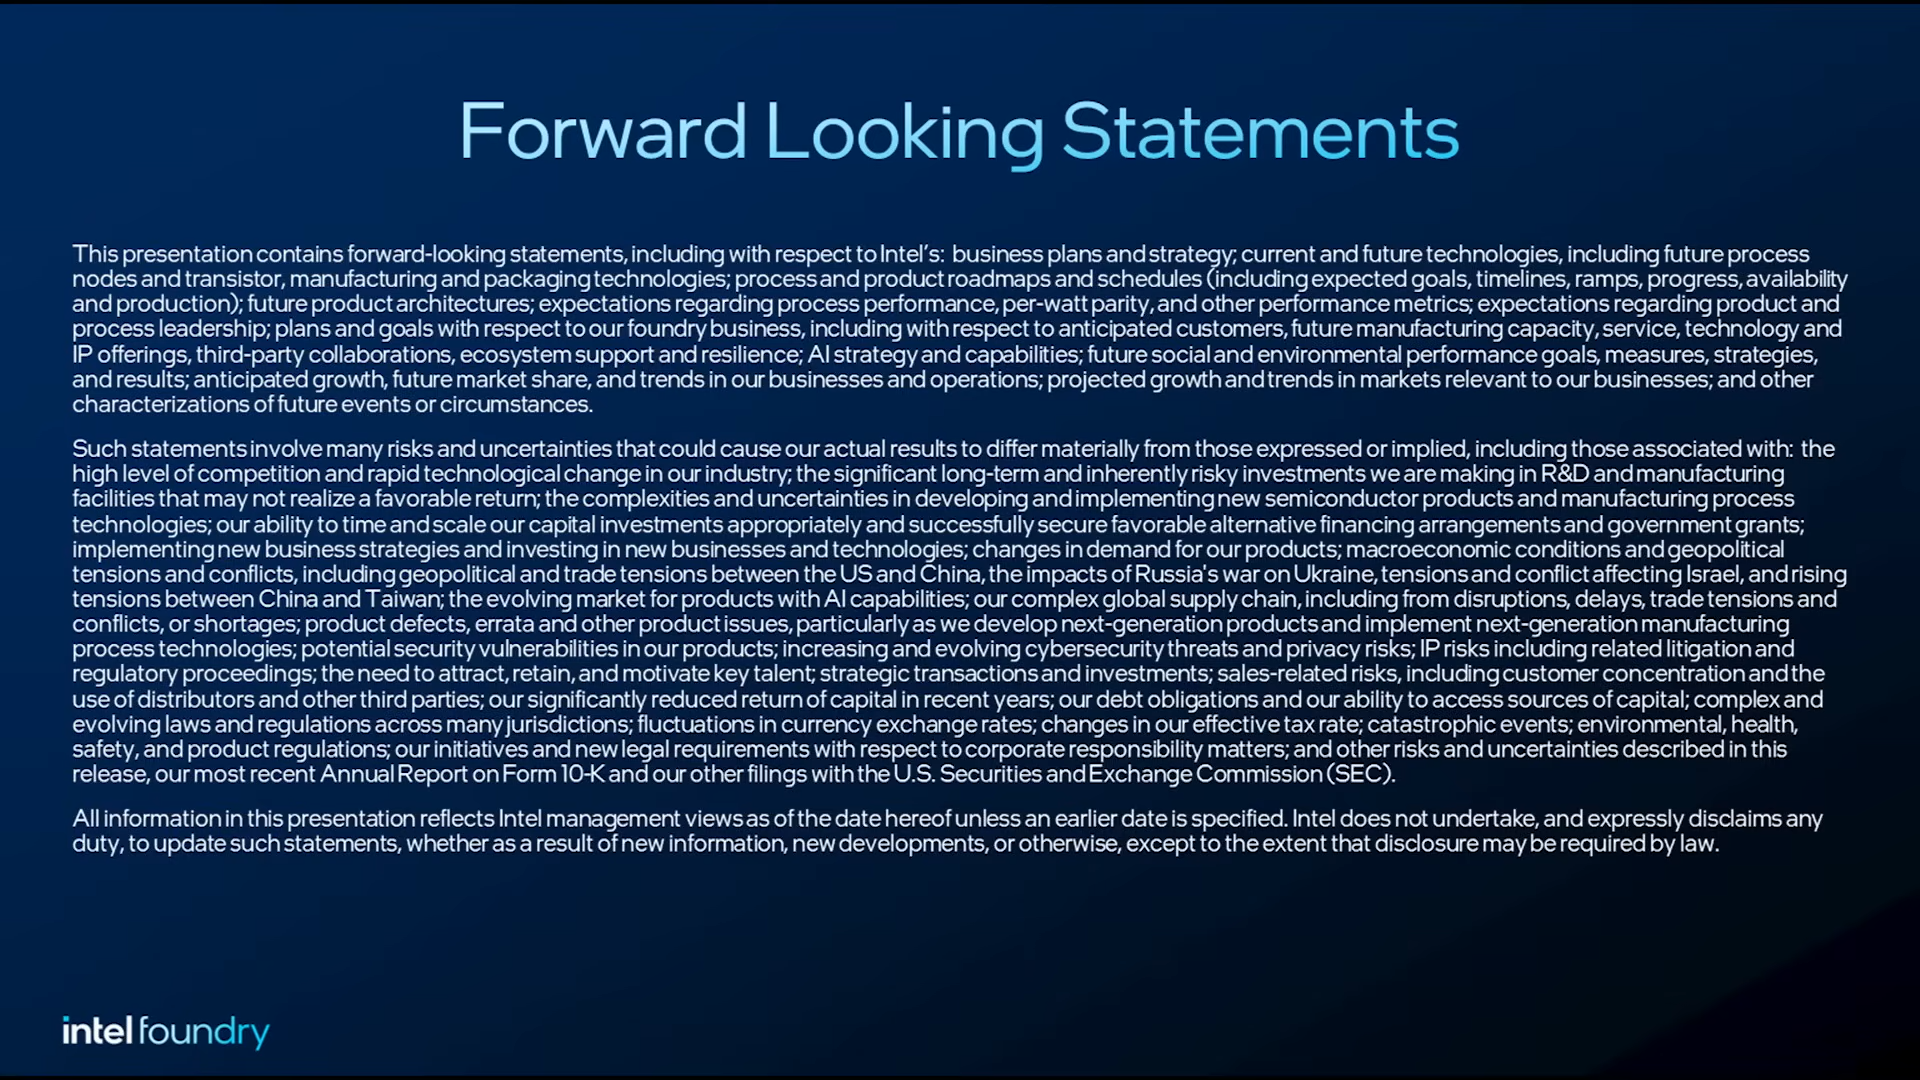 Forward Looking Statements
This presentation contains forward-looking statements, including with respect to Intel's: business plans and strategy; current and future technologies, including future process
nodes and transistor, manufacturing and packaging technologies; process and product roadmaps and schedules (including expected goals, timelines, ramps, progress, availability
and production); future product architectures; expectations regarding process performance, per-watt parity, and other performance metrics; expectations regarding product and
process leadership; plans and goals with respect to our foundry business, including with respect to anticipated customers, future manufacturing capacity, service, technology and
IP offerings, third-party collaborations, ecosystem support and resilience; AI strategy and capabilities; future social and environmental performance goals, measures, strategies,
and results; anticipated growth, future market share, and trends in our businesses and operations; projected growth and trends in markets relevant to our businesses; and other
characterizations of future events or circumstances.
Such statements involve many risks and uncertainties that could cause our actual results to differ materially from those expressed or implied, including those associated with: the
high level of competition and rapid technological change in our industry; the significant long-term and inherently risky investments we are making in R&D and manufacturing
facilities that may not realize a favorable return; the complexities and uncertainties in developing and implementing new semiconductor products and manufacturing process
technologies; our ability to time and scale our capital investments appropriately and successfully secure favorable alternative financing arrangements and government grants;
implementing new business strategies and investing in new businesses and technologies; changes in demand for our products; macroeconomic conditions and geopolitical
tensions and conflicts, including geopolitical and trade tensions between the US and China, the impacts of Russia's war on Ukraine, tensions and conflict affecting Israel, and rising
tensions between China and Taiwan; the evolving market for products with AI capabilities; our complex global supply chain, including from disruptions, delays, trade tensions and
conflicts, or shortages; product defects, errata and other product issues, particularly as we develop next-generation products and implement next-generation manufacturing
process technologies; potential security vulnerabilities in our products; increasing and evolving cybersecurity threats and privacy risks; IP risks including related litigation and
regulatory proceedings; the need to attract, retain, and motivate key talent; strategic transactions and investments; sales-related risks, including customer concentration and the
use of distributors and other third parties; our significantly reduced return of capital in recent years; our debt obligations and our ability to access sources of capital; complex and
evolving laws and regulations across many jurisdictions; fluctuations in currency exchange rates; changes in our effective tax rate; catastrophic events; environmental, health,
safety, and product regulations; our initiatives and new legal requirements with respect to corporate responsibility matters; and other risks and uncertainties described in this
release, our most recent Annual Report on Form 10-K and our other filings with the U.S. Securities and Exchange Commission (SEC).
All information in this presentation reflects Intel management views as of the date hereof unless an earlier date is specified. Intel does not undertake, and expressly disclaims any
duty, to update such statements, whether as a result of new information, new developments, or otherwise, except to the extent that disclosure may be required by law.
intel foundry